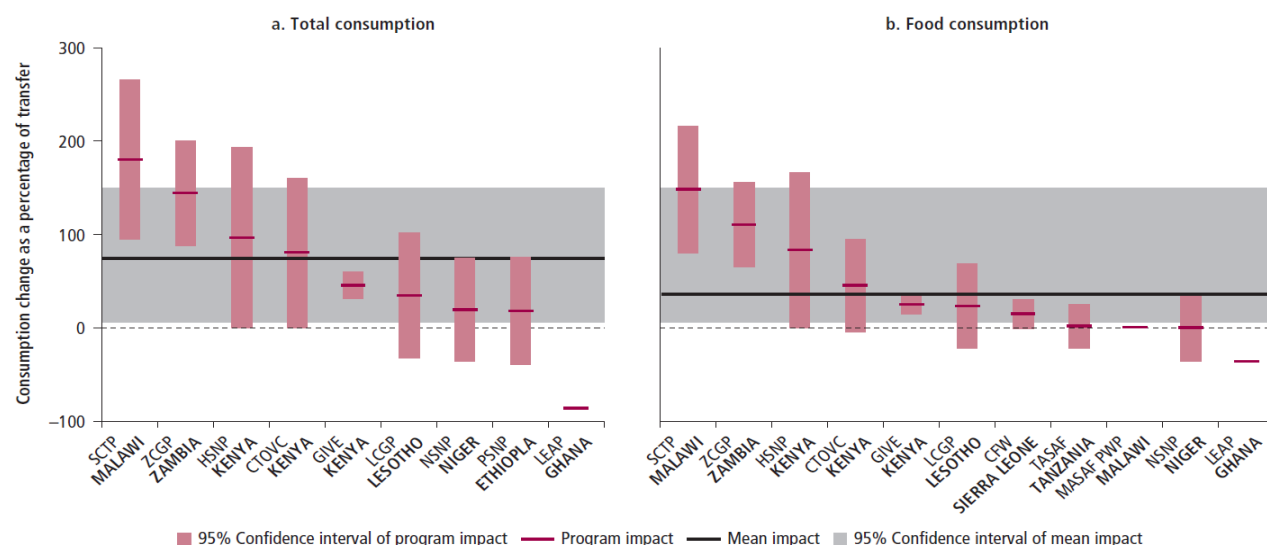 a. Total consumption
b. Food consumption
Consumption change as a percentage of transfer
300
200
100
0
−100
SCTP
MALAWI
ZCGP
ZAMBIA
HSNP
KENYA
CTOVC
KENYA
GIVE
KENYA
LCGP
LESOTHO
NSNP
NIGER
PSNP
ETHIOPLA
LEAP
GHANA
SCTP
MALAWI
ZCGP
ZAMBIA
HSNP
KENYA
CTOVC
KENYA
GIVE
KENYA
LCGP
LESOTHO
CFW
SIERRA LEONE
TASAF
TANZANIA
MASAF PWP
MALAWI
NSNP
NIGER
LEAP
GHANA
95% Confidence interval of program impact
Program impact
Mean impact
95% Confidence interval of mean impact